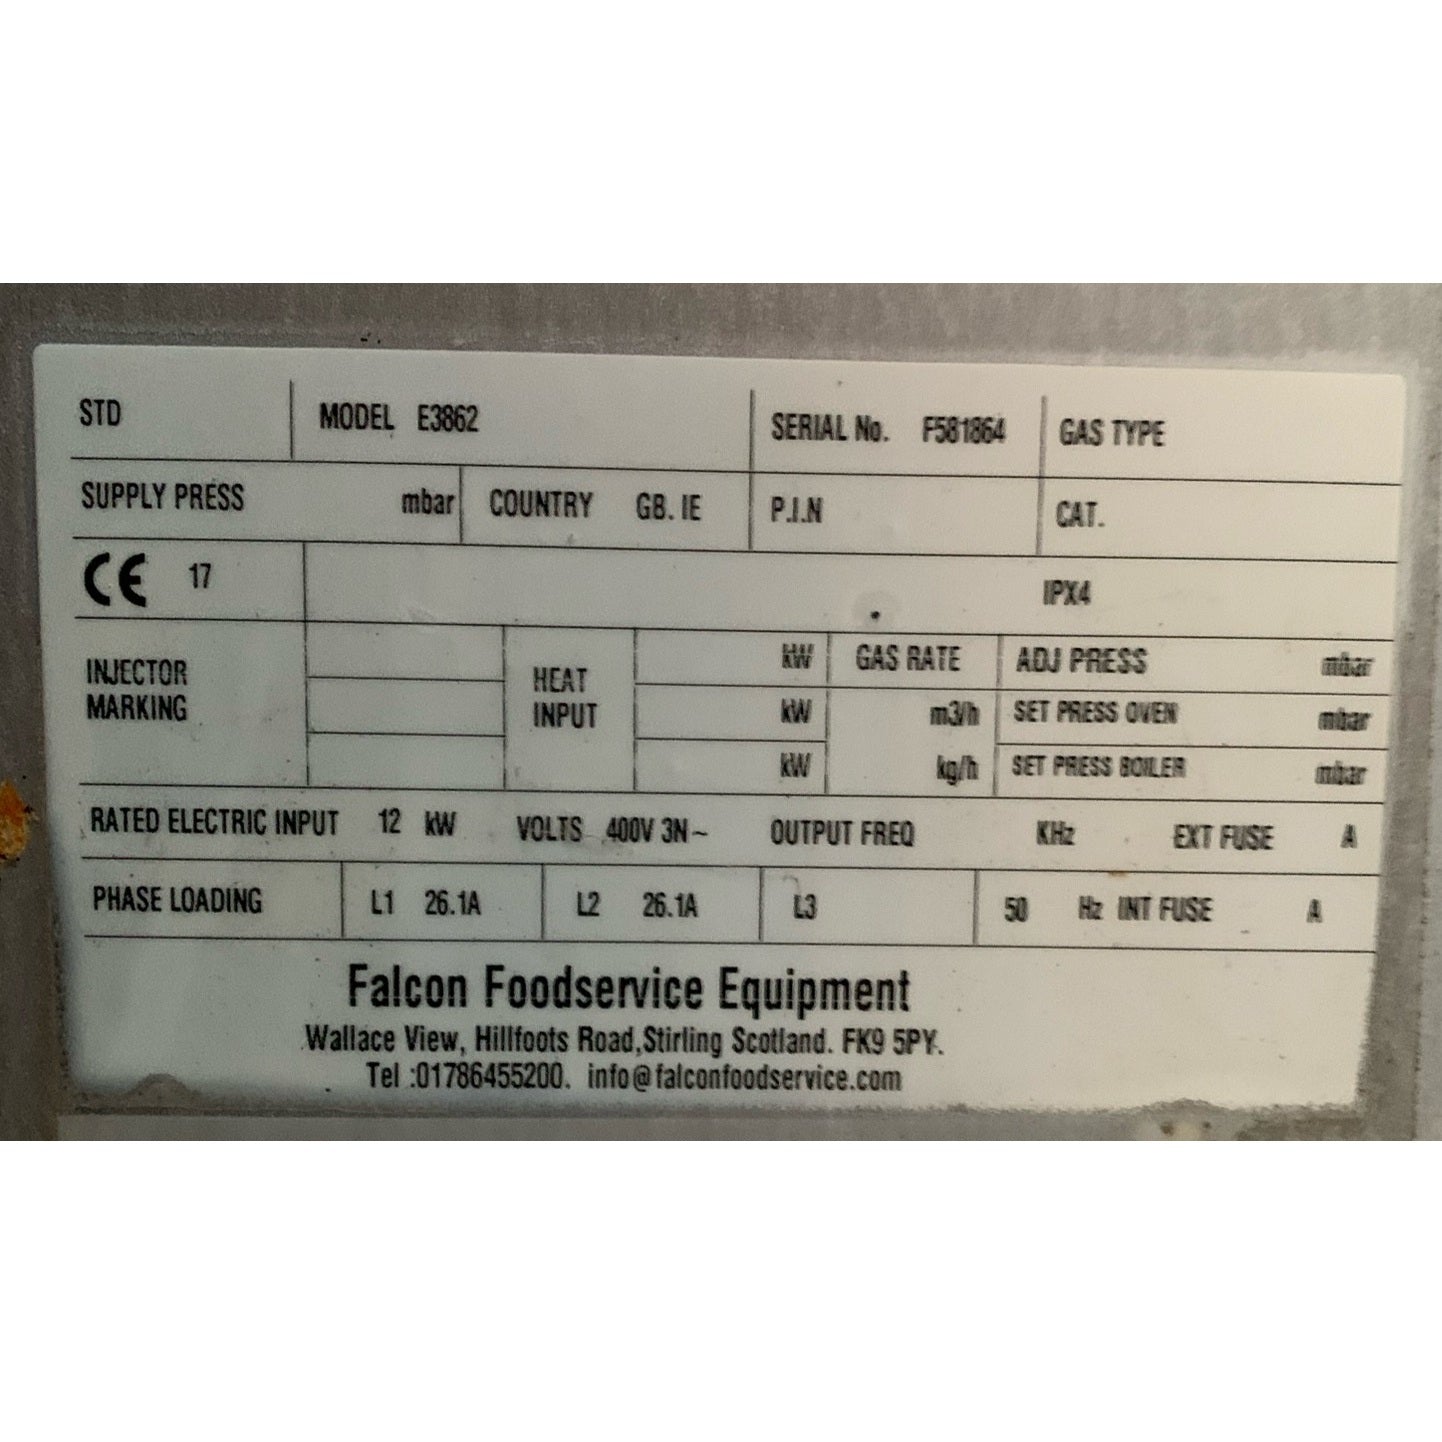 STD MODEL E3862 SERIAL No. F581864 GAS TYPE
SUPPLY PRESS mbar COUNTRY GB. IE P.I.N CAT.
CE 17 IPX4
INJECTOR MARKING HEAT INPUT kW GAS RATE ADJ PRESS mbar
kW m3/h SET PRESS OVEN mbar
kW kg/h SET PRESS BOILER mbar
RATED ELECTRIC INPUT 12 kW VOLTS 400V 3N~ OUTPUT FREQ KHz EXT FUSE A
PHASE LOADING L1 26.1A L2 26.1A L3 50 Hz INT FUSE A
Falcon Foodservice Equipment
Wallace View, Hillfoots Road,Stirling Scotland. FK9 5PY.
Tel :01786455200. info@falconfoodservice.com